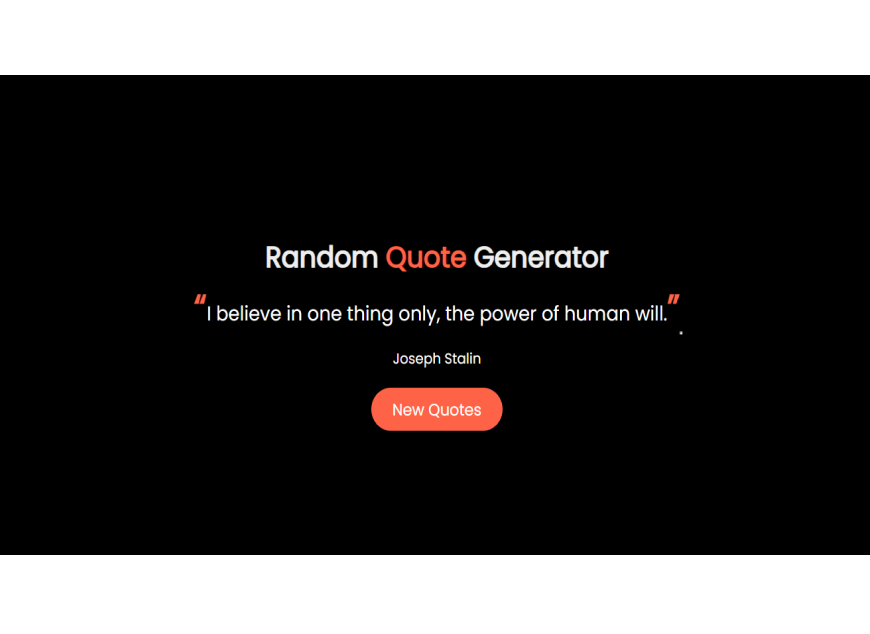 Random Quote Generator
“I believe in one thing only, the power of human will.”.
Joseph Stalin
New Quotes